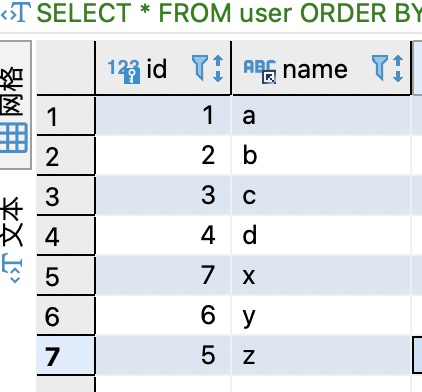 SELECT * FROM user ORDER BY
网格
文本
123 id
ABC name
1 1 a
2 2 b
3 3 c
4 4 d
5 7 x
6 6 y
7 5 z